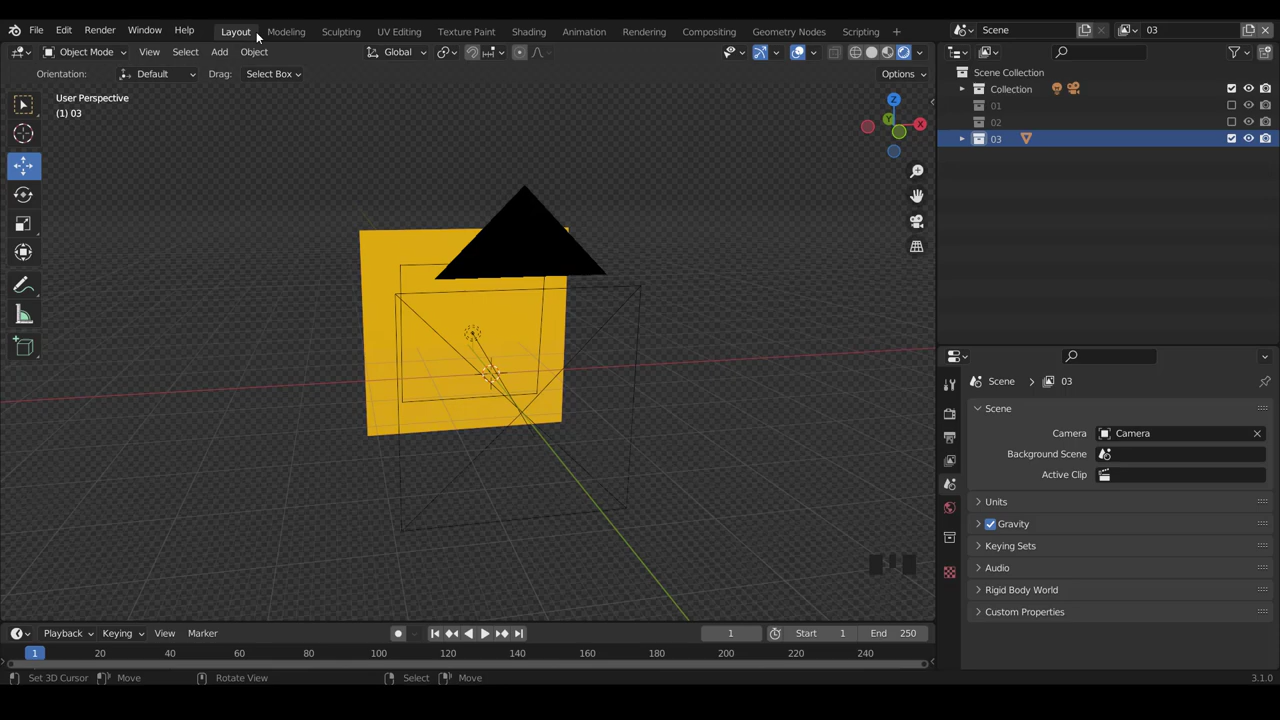 File Edit Render Window Help Layout Modeling Sculpting UV Editing Texture Paint Shading Animation Rendering Compositing Geometry Nodes Scripting + Scene 03
Object Mode View Select Add Object Global
Orientation: Default Drag: Select Box Options
User Perspective
(1) 03
Z
Y
X
Scene Collection
Collection
01
02
03
Scene 03
Scene
Camera Camera
Background Scene
Active Clip
Units
Gravity
Keying Sets
Audio
Rigid Body World
Custom Properties
Playback Keying View Marker 1 Start 1 End 250
1 20 40 60 80 100 120 140 160 180 200 220 240
Set 3D Cursor Move Rotate View Select Move 3.1.0